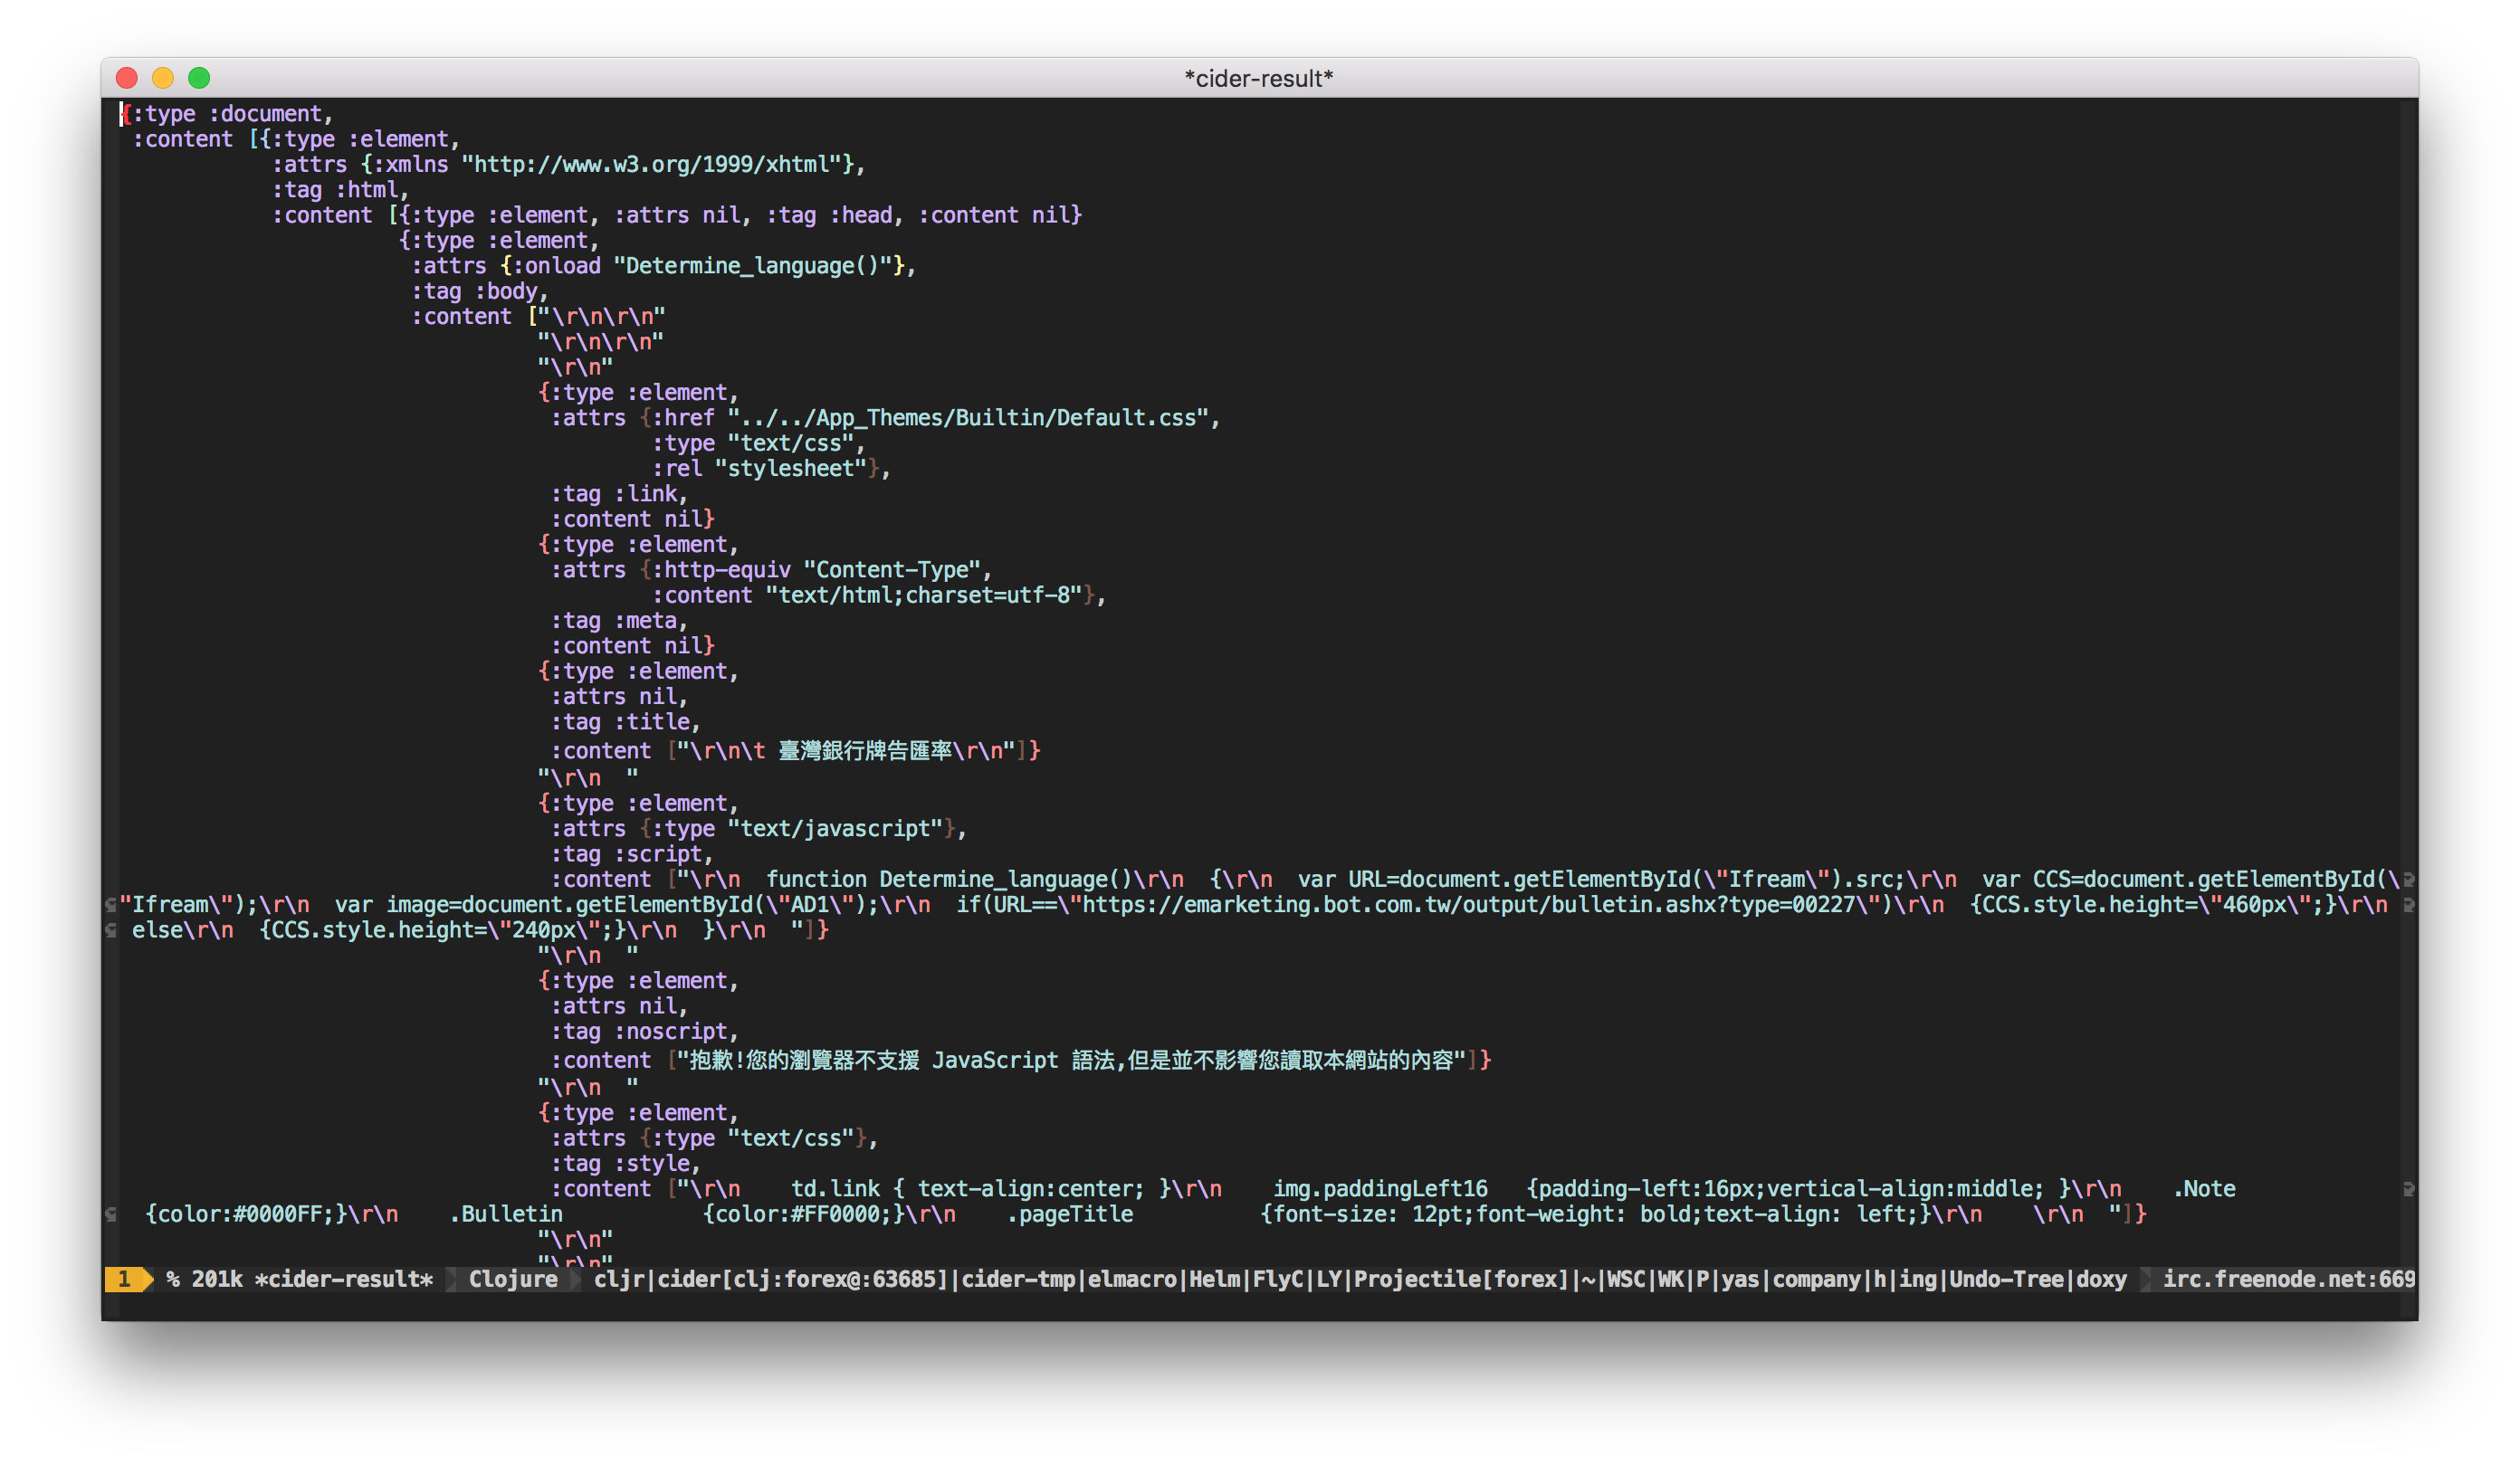 *cider-result*
{:type :document,
 :content [{:type :element,
            :attrs {:xmlns "http://www.w3.org/1999/xhtml"},
            :tag :html,
            :content [{:type :element, :attrs nil, :tag :head, :content nil}
                      {:type :element,
                       :attrs {:onload "Determine_language()"},
                       :tag :body,
                       :content ["\r\n\r\n"
                                 "\r\n\r\n"
                                 "\r\n"
                                 {:type :element,
                                  :attrs {:href "../../App_Themes/Builtin/Default.css",
                                          :type "text/css",
                                          :rel "stylesheet"},
                                  :tag :link,
                                  :content nil}
                                 {:type :element,
                                  :attrs {:http-equiv "Content-Type",
                                          :content "text/html;charset=utf-8"},
                                  :tag :meta,
                                  :content nil}
                                 {:type :element,
                                  :attrs nil,
                                  :tag :title,
                                  :content ["\r\n\t 臺灣銀行牌告匯率\r\n"]}
                                 "\r\n  "
                                 {:type :element,
                                  :attrs {:type "text/javascript"},
                                  :tag :script,
                                  :content ["\r\n  function Determine_language()\r\n  {\r\n  var URL=document.getElementById(\"Ifream\").src;\r\n  var CCS=document.getElementById(\
"Ifream\");\r\n  var image=document.getElementById(\"AD1\");\r\n  if(URL==\"https://emarketing.bot.com.tw/output/bulletin.ashx?type=00227\")\r\n  {CCS.style.height=\"460px\";}\r\n
 else\r\n  {CCS.style.height=\"240px\";}\r\n  }\r\n  "]}
                                 "\r\n  "
                                 {:type :element,
                                  :attrs nil,
                                  :tag :noscript,
                                  :content ["抱歉!您的瀏覽器不支援 JavaScript 語法,但是並不影響您讀取本網站的內容"]}
                                 "\r\n  "
                                 {:type :element,
                                  :attrs {:type "text/css"},
                                  :tag :style,
                                  :content ["\r\n    td.link { text-align:center; }\r\n    img.paddingLeft16   {padding-left:16px;vertical-align:middle; }\r\n    .Note
  {color:#0000FF;}\r\n    .Bulletin           {color:#FF0000;}\r\n    .pageTitle          {font-size: 12pt;font-weight: bold;text-align: left;}\r\n    \r\n  "]}
                                 "\r\n"
                                 "\r\n"
1 % 201k *cider-result* Clojure cljr|cider[clj:forex@:63685]|cider-tmp|elmacro|Helm|FlyC|LY|Projectile[forex]|~|WSC|WK|P|yas|company|h|ing|Undo-Tree|doxy irc.freenode.net:669